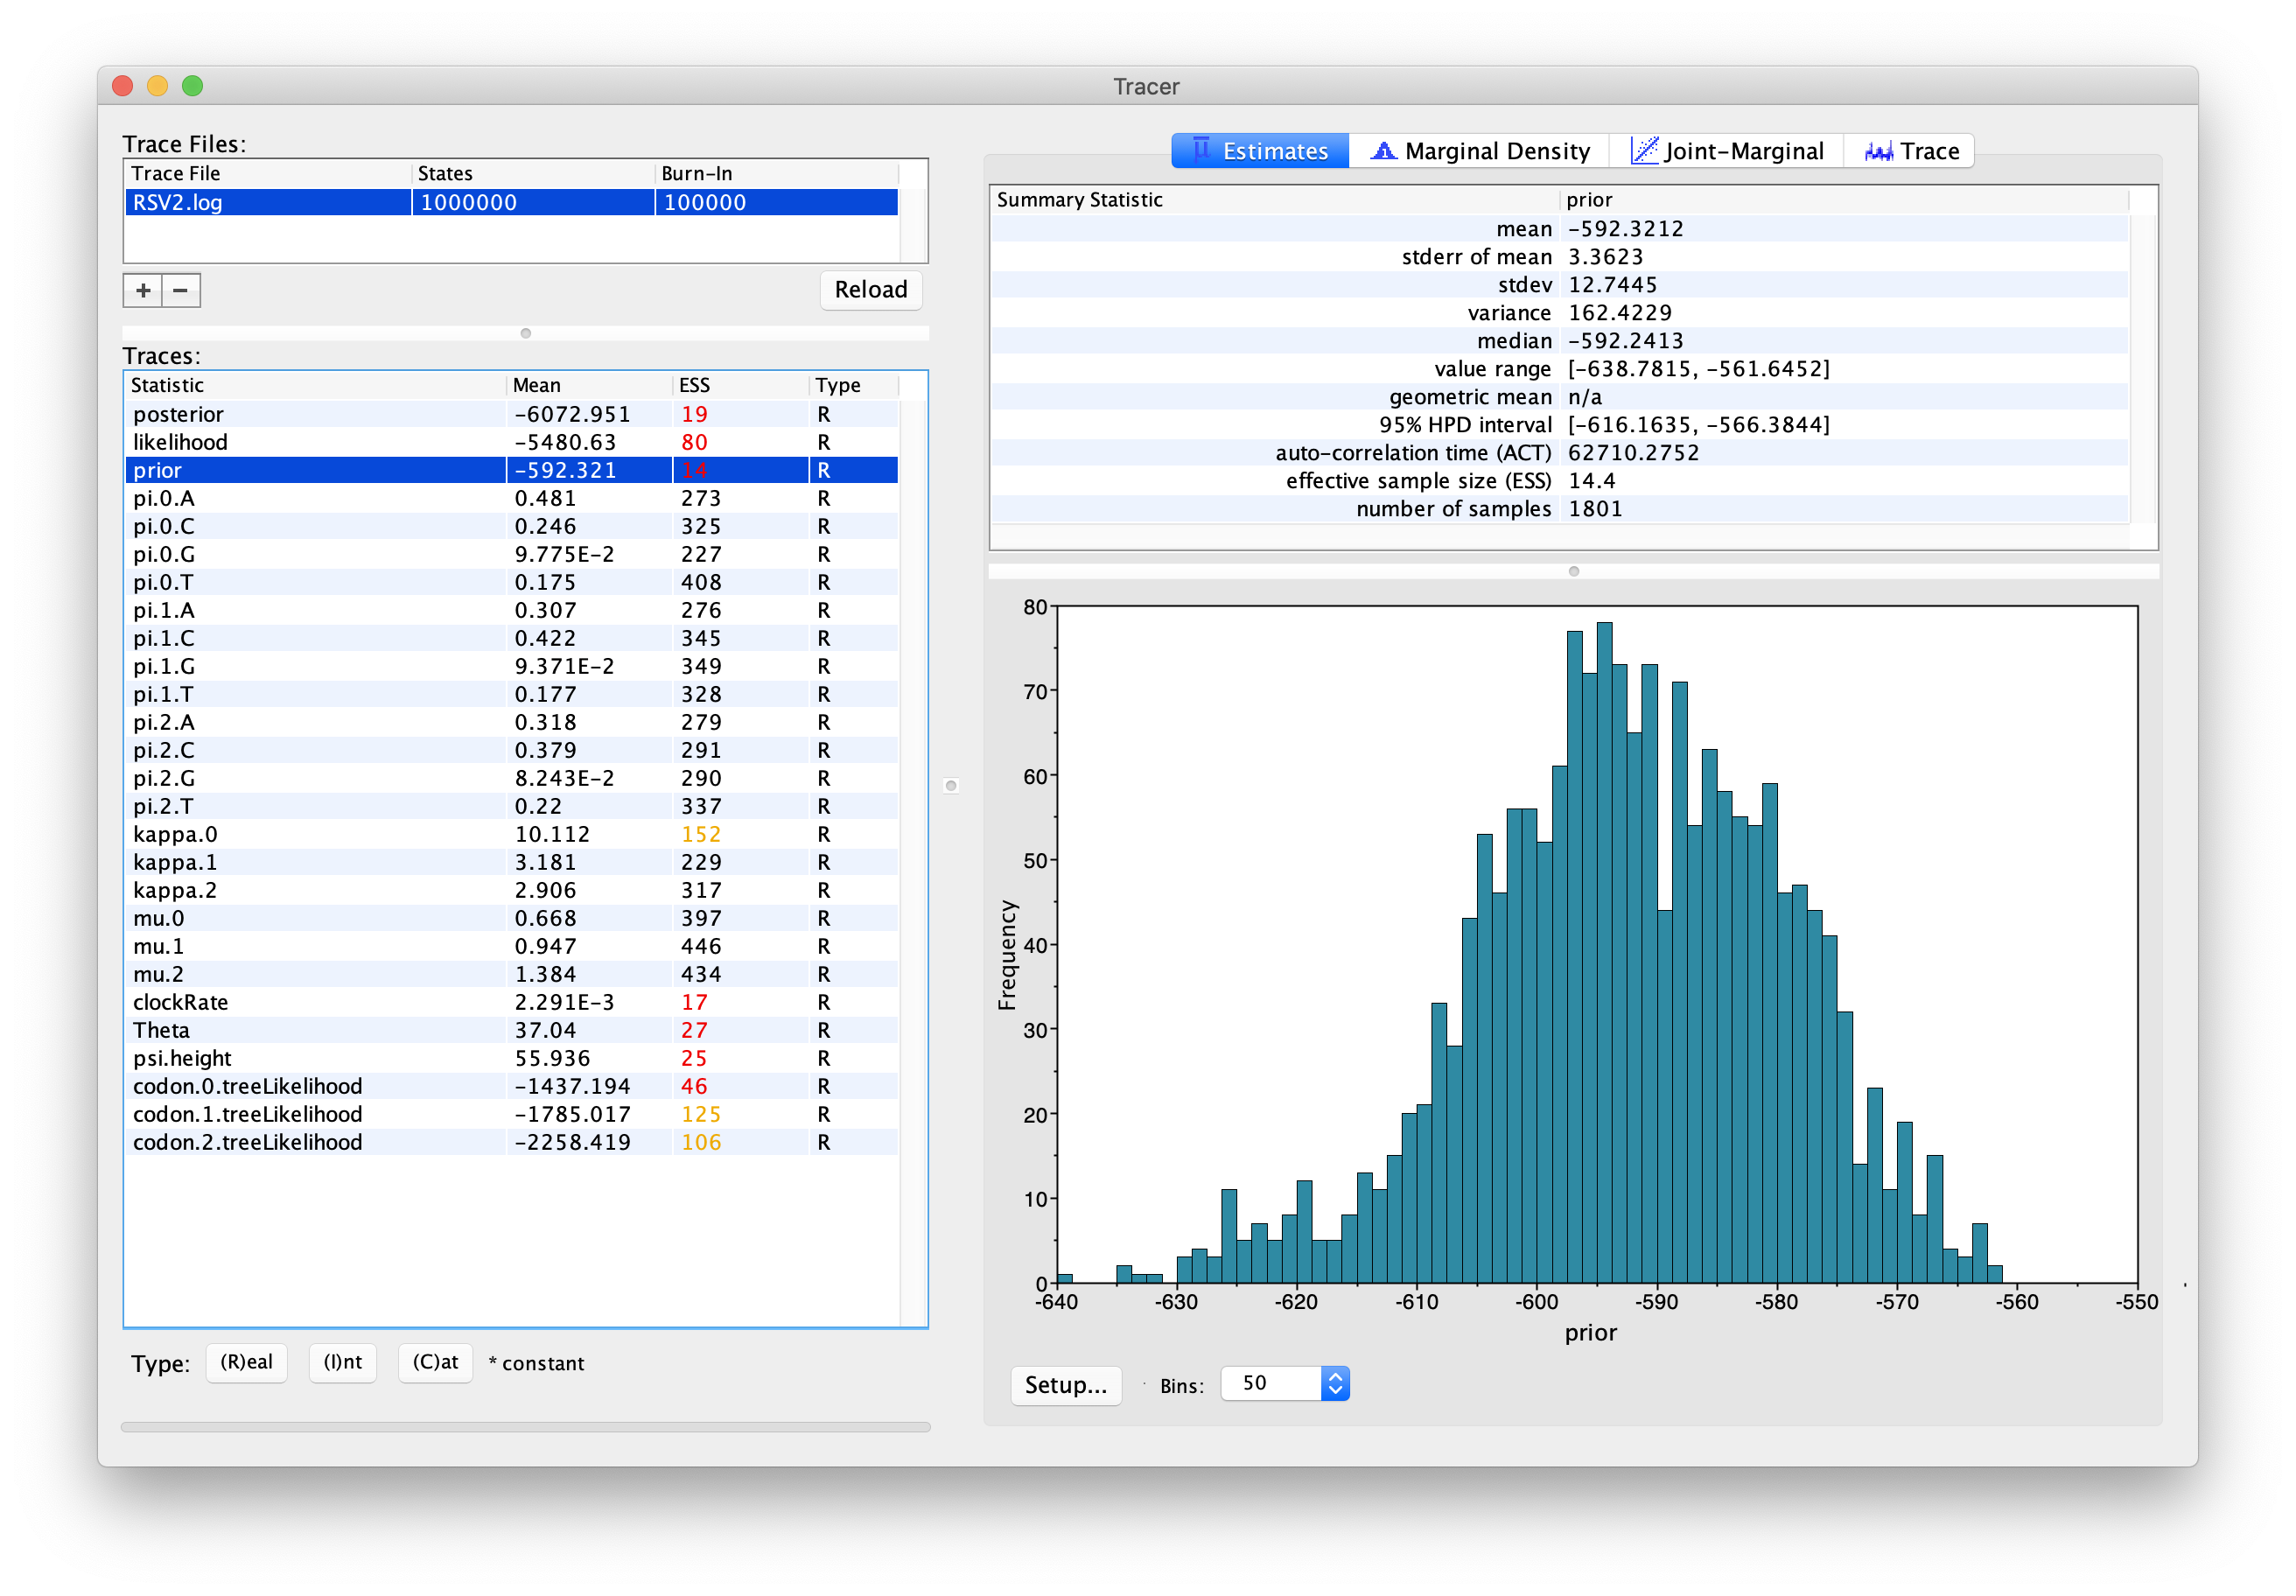 Tracer
Trace Files:
Trace File States Burn-In
RSV2.log 1000000 100000
+ −
Reload
Traces:
Statistic Mean ESS Type
posterior -6072.951 19 R
likelihood -5480.63 80 R
prior -592.321 14 R
pi.0.A 0.481 273 R
pi.0.C 0.246 325 R
pi.0.G 9.775E-2 227 R
pi.0.T 0.175 408 R
pi.1.A 0.307 276 R
pi.1.C 0.422 345 R
pi.1.G 9.371E-2 349 R
pi.1.T 0.177 328 R
pi.2.A 0.318 279 R
pi.2.C 0.379 291 R
pi.2.G 8.243E-2 290 R
pi.2.T 0.22 337 R
kappa.0 10.112 152 R
kappa.1 3.181 229 R
kappa.2 2.906 317 R
mu.0 0.668 397 R
mu.1 0.947 446 R
mu.2 1.384 434 R
clockRate 2.291E-3 17 R
Theta 37.04 27 R
psi.height 55.936 25 R
codon.0.treeLikelihood -1437.194 46 R
codon.1.treeLikelihood -1785.017 125 R
codon.2.treeLikelihood -2258.419 106 R
Type: (R)eal (I)nt (C)at * constant
μ Estimates Marginal Density Joint-Marginal Trace
Summary Statistic prior
mean -592.3212
stderr of mean 3.3623
stdev 12.7445
variance 162.4229
median -592.2413
value range [-638.7815, -561.6452]
geometric mean n/a
95% HPD interval [-616.1635, -566.3844]
auto-correlation time (ACT) 62710.2752
effective sample size (ESS) 14.4
number of samples 1801
80
70
60
50
40
30
20
10
0
Frequency
-640 -630 -620 -610 -600 -590 -580 -570 -560 -550
prior
Setup... Bins: 50